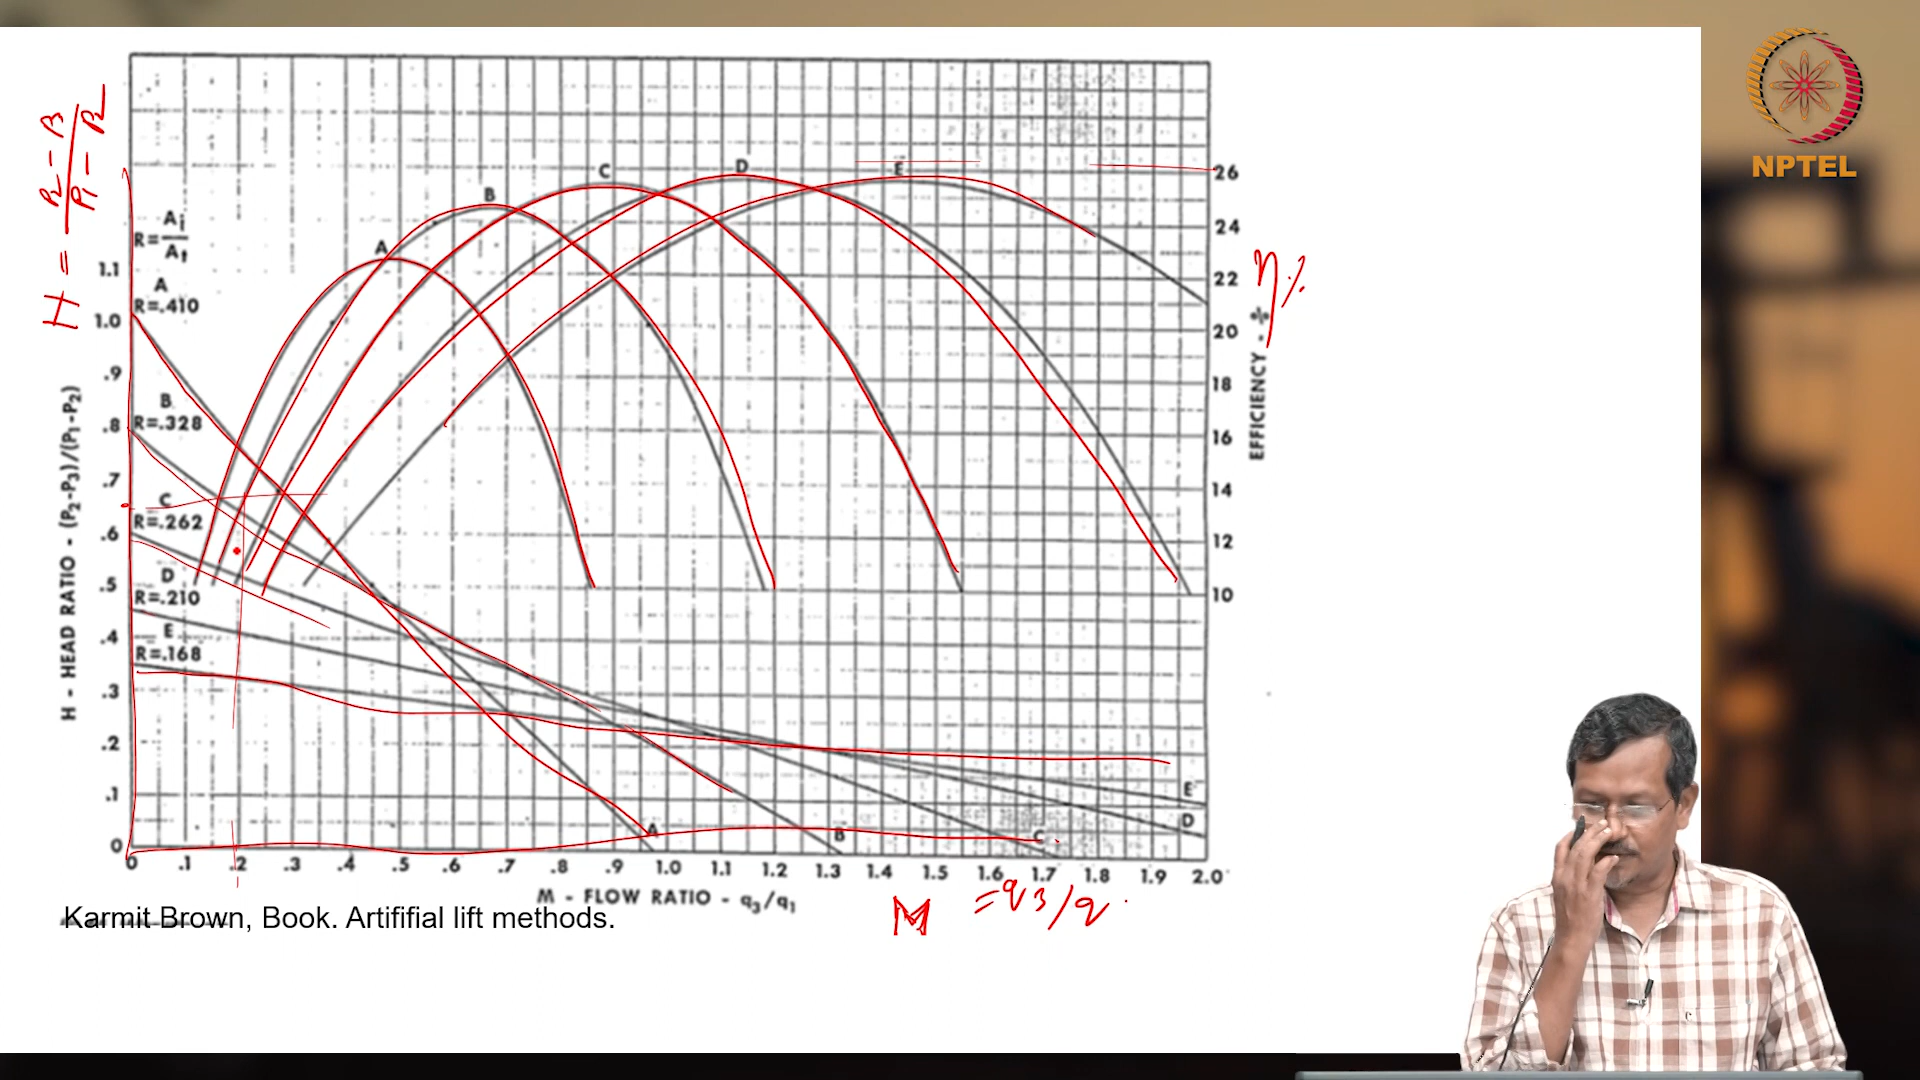 NPTEL
H = P2 - P3 / P1 - P2
R = Aj / At
A
R=.410
B
R=.328
C
R=.262
D
R=.210
E
R=.168
1.1
1.0
.9
.8
.7
.6
.5
.4
.3
.2
.1
0
H - HEAD RATIO - (P2-P3)/(P1-P2)
A
B
C
D
E
26
24
22
20
18
16
14
12
10
EFFICIENCY - %
η%
A
B
C
D
E
0 .1 .2 .3 .4 .5 .6 .7 .8 .9 1.0 1.1 1.2 1.3 1.4 1.5 1.6 1.7 1.8 1.9 2.0
M - FLOW RATIO - q3/q1
M = q3/q
Karmit Brown, Book. Artififial lift methods.